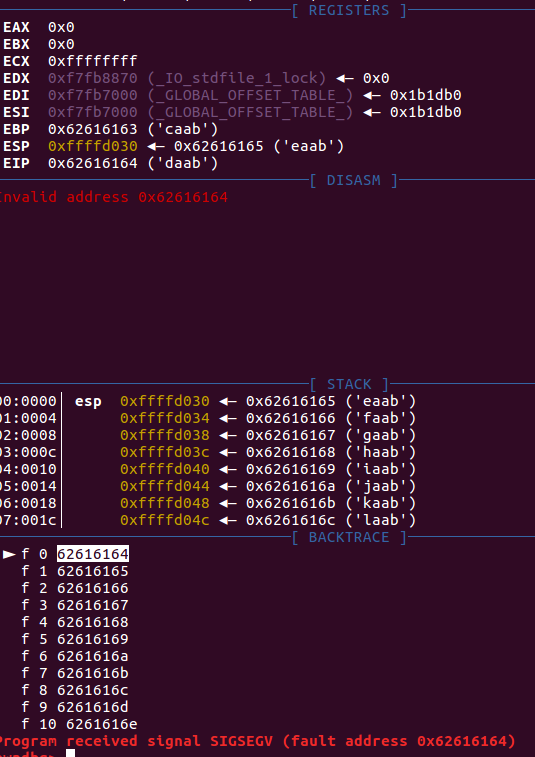 [ REGISTERS ]
EAX 0x0
EBX 0x0
ECX 0xffffffff
EDX 0xf7fb8870 (_IO_stdfile_1_lock) ◂— 0x0
EDI 0xf7fb7000 (_GLOBAL_OFFSET_TABLE_) ◂— 0x1b1db0
ESI 0xf7fb7000 (_GLOBAL_OFFSET_TABLE_) ◂— 0x1b1db0
EBP 0x62616163 ('caab')
ESP 0xffffd030 ◂— 0x62616165 ('eaab')
EIP 0x62616164 ('daab')
[ DISASM ]
Invalid address 0x62616164
[ STACK ]
00:0000│ esp 0xffffd030 ◂— 0x62616165 ('eaab')
01:0004│ 0xffffd034 ◂— 0x62616166 ('faab')
02:0008│ 0xffffd038 ◂— 0x62616167 ('gaab')
03:000c│ 0xffffd03c ◂— 0x62616168 ('haab')
04:0010│ 0xffffd040 ◂— 0x62616169 ('iaab')
05:0014│ 0xffffd044 ◂— 0x6261616a ('jaab')
06:0018│ 0xffffd048 ◂— 0x6261616b ('kaab')
07:001c│ 0xffffd04c ◂— 0x6261616c ('laab')
[ BACKTRACE ]
► f 0 62616164
f 1 62616165
f 2 62616166
f 3 62616167
f 4 62616168
f 5 62616169
f 6 6261616a
f 7 6261616b
f 8 6261616c
f 9 6261616d
f 10 6261616e
Program received signal SIGSEGV (fault address 0x62616164)